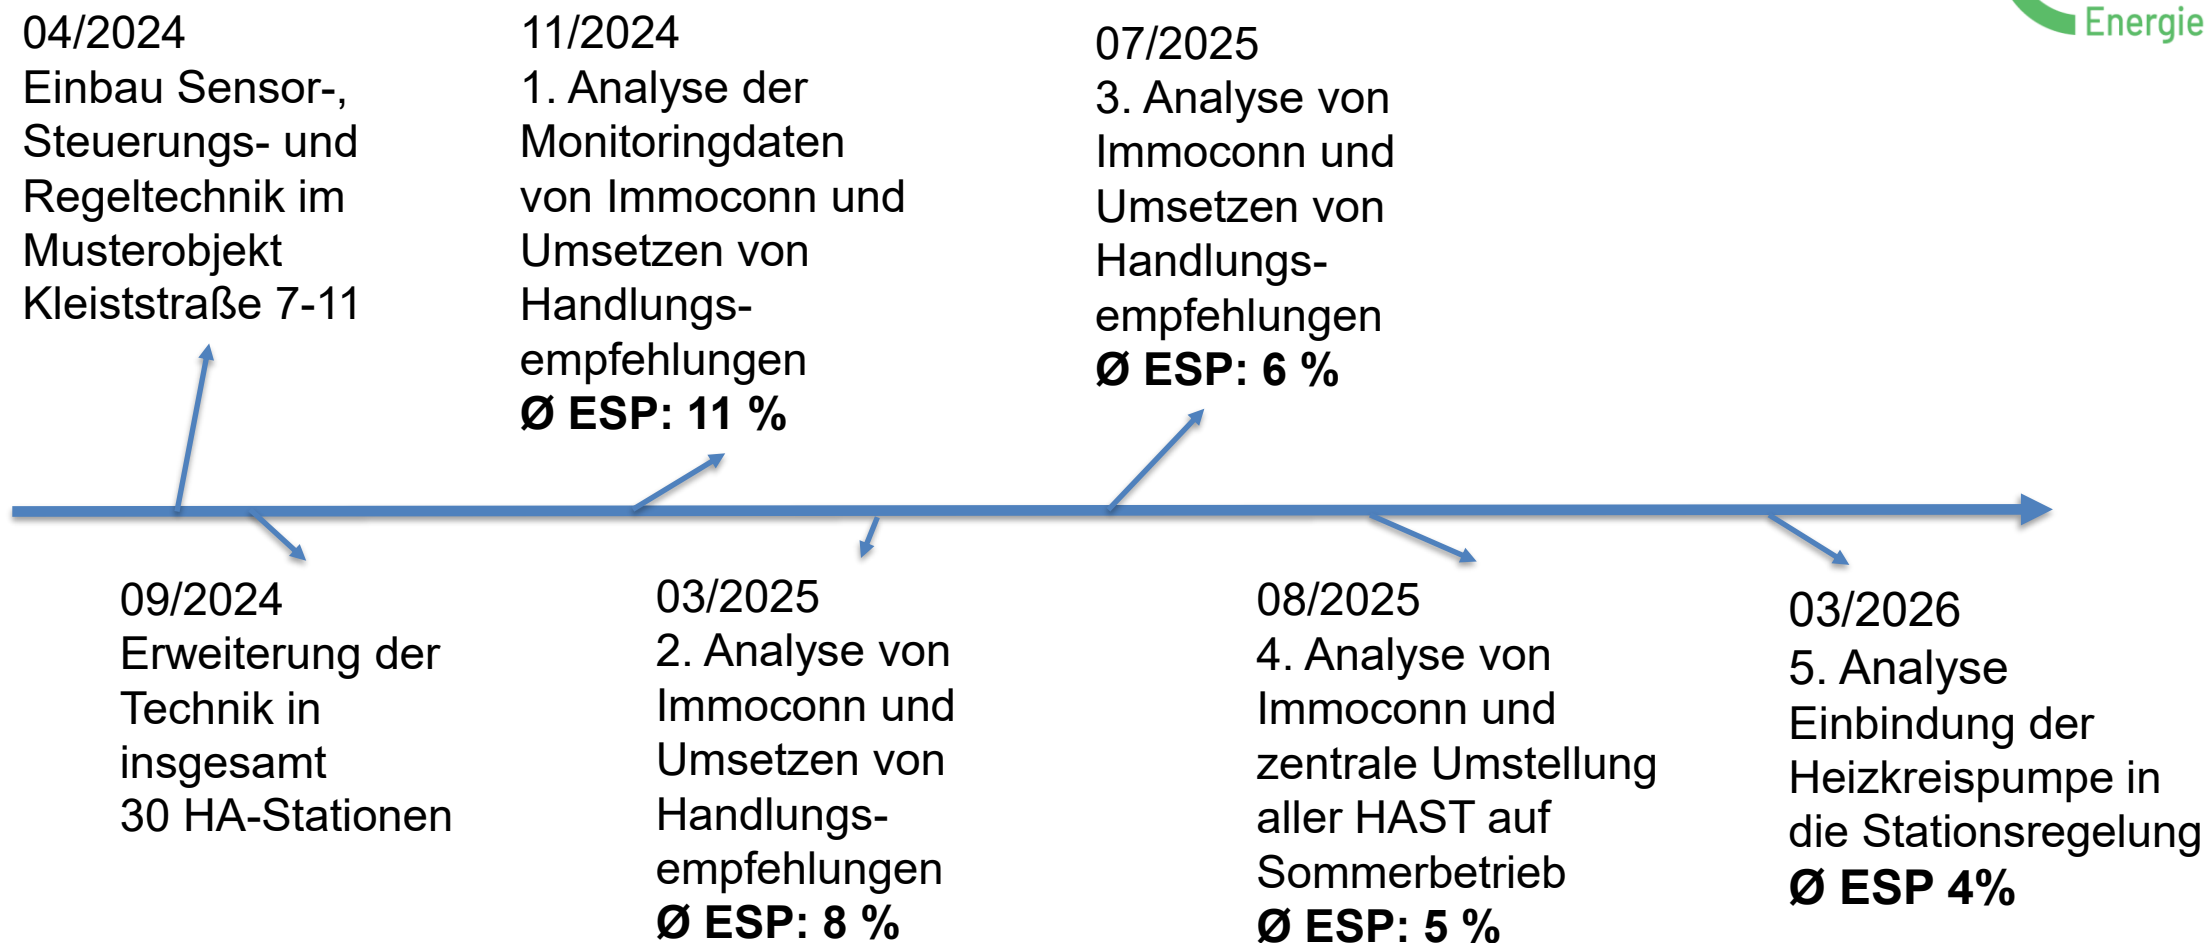 Energie
04/2024
Einbau Sensor-,
Steuerungs- und
Regeltechnik im
Musterobjekt
Kleiststraße 7-11
11/2024
1. Analyse der
Monitoringdaten
von Immoconn und
Umsetzen von
Handlungs-
empfehlungen
Ø ESP: 11 %
07/2025
3. Analyse von
Immoconn und
Umsetzen von
Handlungs-
empfehlungen
Ø ESP: 6 %
09/2024
Erweiterung der
Technik in
insgesamt
30 HA-Stationen
03/2025
2. Analyse von
Immoconn und
Umsetzen von
Handlungs-
empfehlungen
Ø ESP: 8 %
08/2025
4. Analyse von
Immoconn und
zentrale Umstellung
aller HAST auf
Sommerbetrieb
Ø ESP: 5 %
03/2026
5. Analyse
Einbindung der
Heizkreispumpe in
die Stationsregelung
Ø ESP 4%